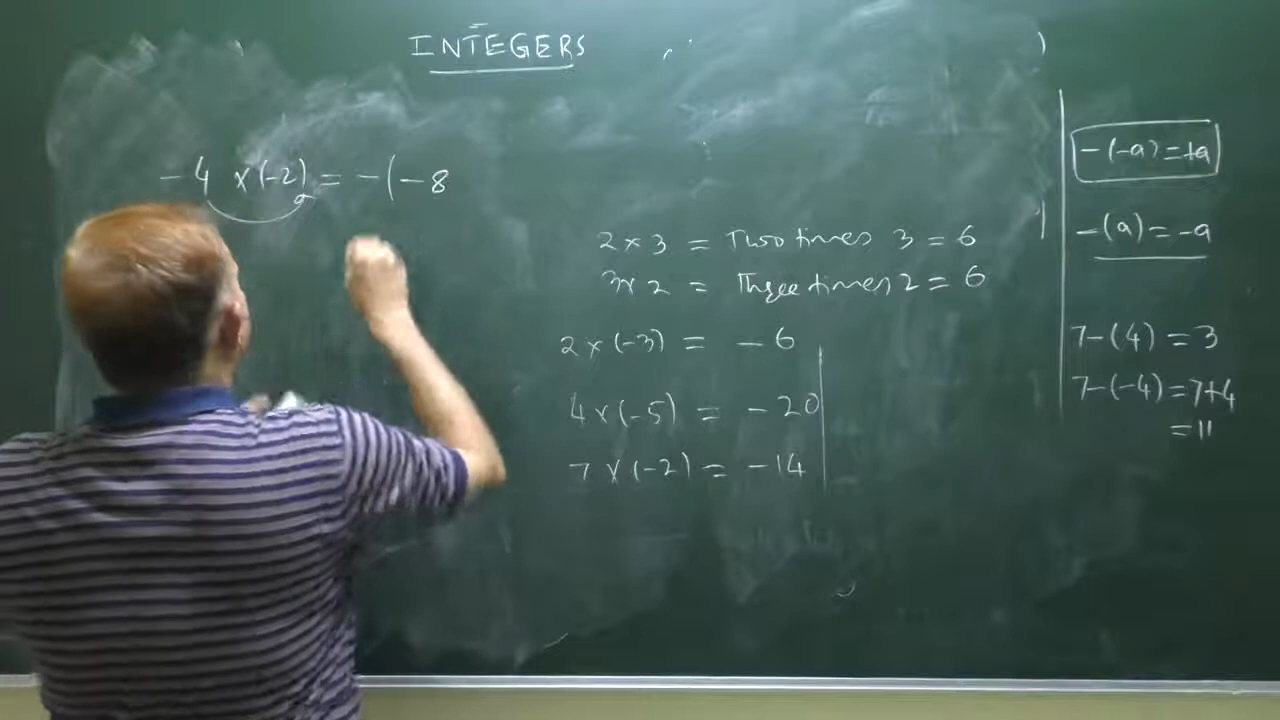 INTEGERS
-4 ×(-2) = -(-8
2 × 3 = Two times 3 = 6
3 × 2 = Three times 2 = 6
2 × (-3) = -6
4 × (-5) = -20
7 × (-2) = -14
-(-a) = +a
-(a) = -a
7-(4) = 3
7-(-4) = 7+4
= 11